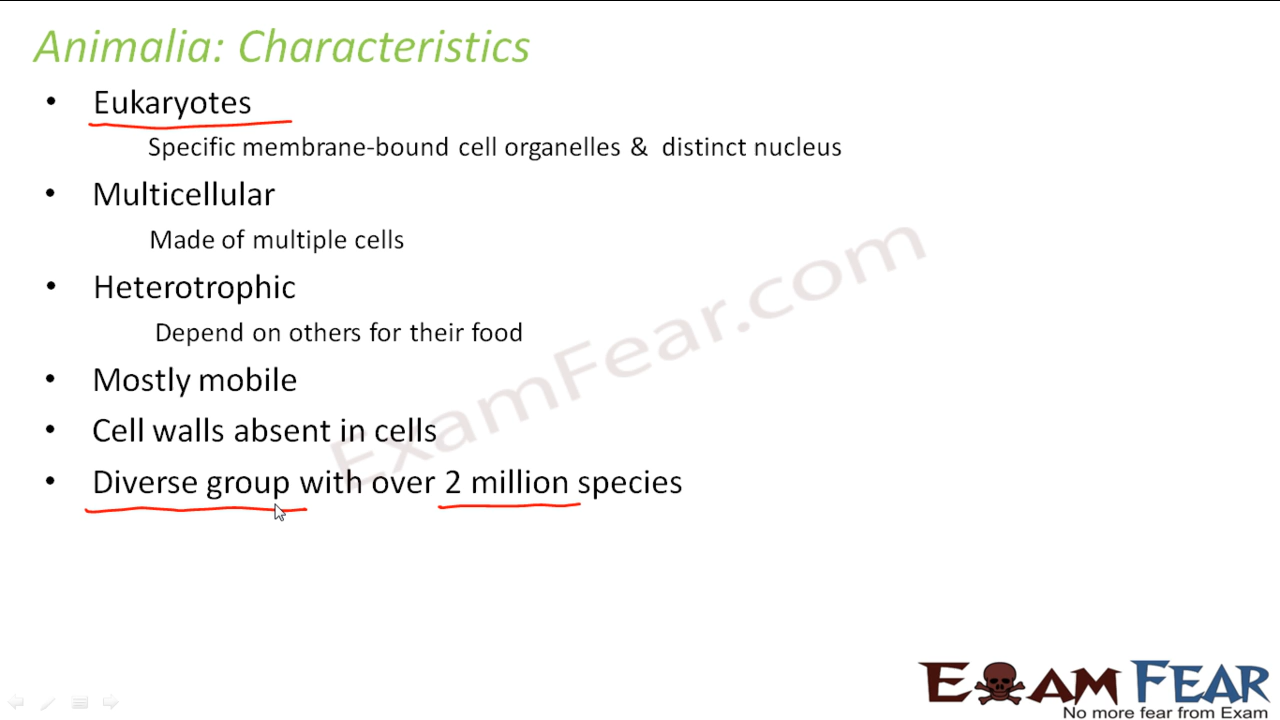 Animalia: Characteristics
• Eukaryotes
Specific membrane-bound cell organelles & distinct nucleus
• Multicellular
Made of multiple cells
• Heterotrophic
Depend on others for their food
• Mostly mobile
• Cell walls absent in cells
• Diverse group with over 2 million species
ExamFear.com
EXAM FEAR
No more fear from Exam